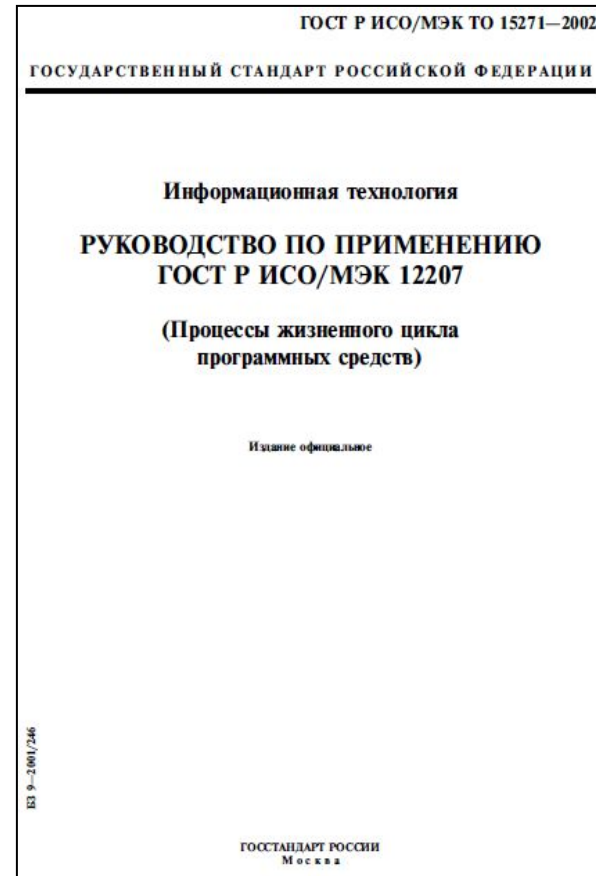 ГОСТ Р ИСО/МЭК ТО 15271—2002
ГОСУДАРСТВЕННЫЙ СТАНДАРТ РОССИЙСКОЙ ФЕДЕРАЦИИ
Информационная технология
РУКОВОДСТВО ПО ПРИМЕНЕНИЮ
ГОСТ Р ИСО/МЭК 12207
(Процессы жизненного цикла
программных средств)
Издание официальное
БЗ 9—2001/246
ГОССТАНДАРТ РОССИИ
Москва